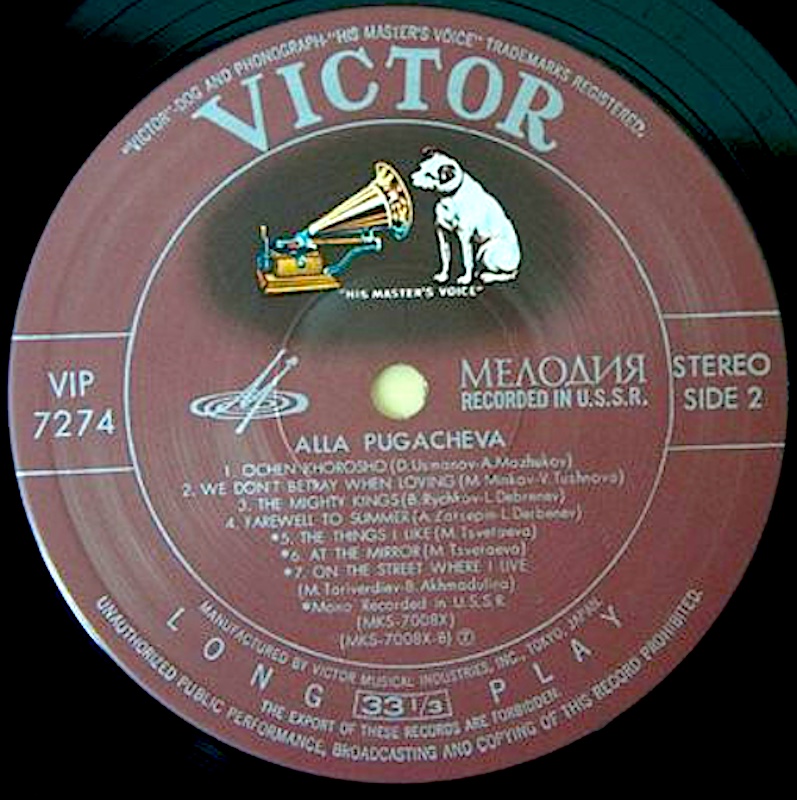 "VICTOR"-DOG AND PHONOGRAPH-"HIS MASTER'S VOICE" TRADEMARKS REGISTERED.
VICTOR
"HIS MASTER'S VOICE"
VIP
7274
МЕЛОДИЯ
RECORDED IN U.S.S.R.
STEREO
SIDE 2
ALLA PUGACHEVA
1. OCHEN KHOROSHO (D. Usmanov-A. Mazhukov)
2. WE DON'T BETRAY WHEN LOVING (M. Minkov-V. Tushnova)
3. THE MIGHTY KINGS (B. Rychkov-L. Debrenev)
4. FAREWELL TO SUMMER (A. Zatsepin-L. Derbenev)
*5. THE THINGS I LIKE (M. Tsvetaeva)
*6. AT THE MIRROR (M. Tsvetaeva)
*7. ON THE STREET WHERE I LIVE
(M. Tariverdiev-B. Akhmadulina)
*Mono Recorded in U.S.S.R.
(MKS-7008X)
(MKS-7008X-B) Ⓙ
MANUFACTURED BY VICTOR MUSICAL INDUSTRIES, INC., TOKYO, JAPAN.
LONG 33 1/3 PLAY
THE EXPORT OF THESE RECORDS ARE FORBIDDEN
UNAUTHORIZED PUBLIC PERFORMANCE, BROADCASTING AND COPYING OF THIS RECORD PROHIBITED.